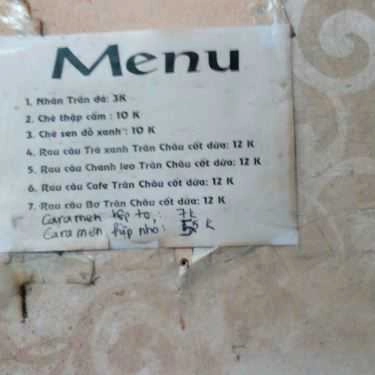 Menu
1. Nhân Trân đá: 3K
2. Chè thập cẩm : 10 K
3. Chè sen đỗ xanh : 10 K
4. Rau câu Trà xanh Trân Châu cốt dừa: 12 K
5. Rau câu Chanh leo Trân Châu cốt dừa: 12 K
6. Rau câu Cafe Trân Châu cốt dừa: 12 K
7. Rau câu Bơ Trân Châu cốt dừa: 12 K
Caramen to: 7k
Caramen nhỏ: K